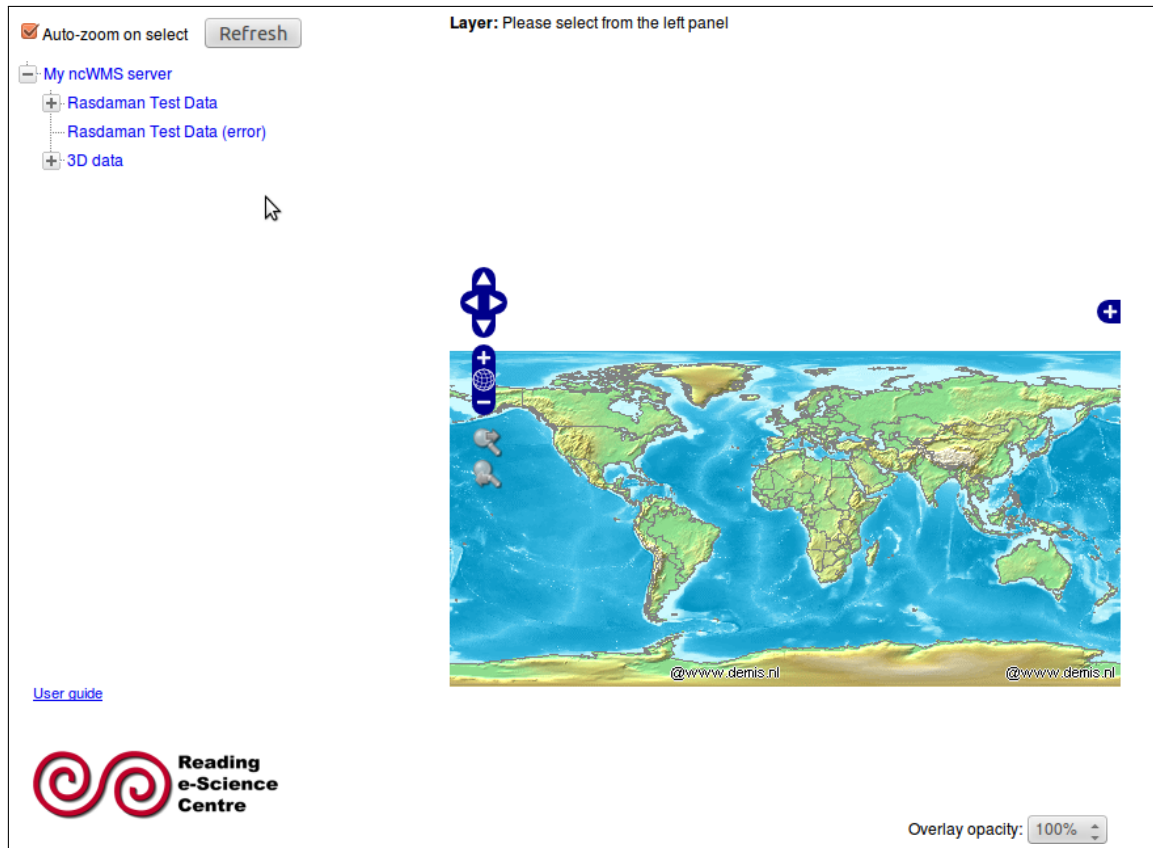 Auto-zoom on select Refresh
Layer: Please select from the left panel
My ncWMS server
Rasdaman Test Data
Rasdaman Test Data (error)
3D data
@www.demis.nl @www.demis.nl
User guide
Reading
e-Science
Centre
Overlay opacity: 100%